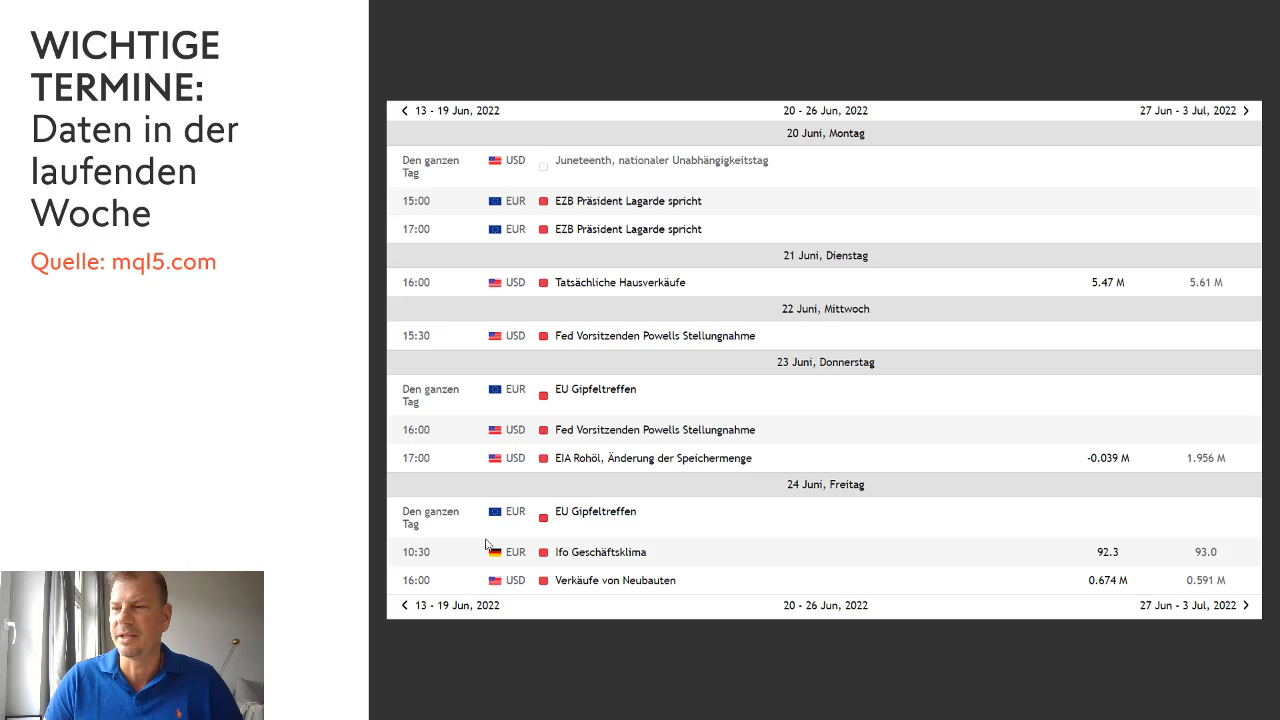 WICHTIGE
TERMINE:
Daten in der
laufenden
Woche
Quelle: mql5.com
13 - 19 Jun, 2022 20 - 26 Jun, 2022 27 Jun - 3 Jul, 2022
20 Juni, Montag
Den ganzen Tag USD Juneteenth, nationaler Unabhängigkeitstag
15:00 EUR EZB Präsident Lagarde spricht
17:00 EUR EZB Präsident Lagarde spricht
21 Juni, Dienstag
16:00 USD Tatsächliche Hausverkäufe 5.47 M 5.61 M
22 Juni, Mittwoch
15:30 USD Fed Vorsitzenden Powells Stellungnahme
23 Juni, Donnerstag
Den ganzen Tag EUR EU Gipfeltreffen
16:00 USD Fed Vorsitzenden Powells Stellungnahme
17:00 USD EIA Rohöl, Änderung der Speichermenge -0.039 M 1.956 M
24 Juni, Freitag
Den ganzen Tag EUR EU Gipfeltreffen
10:30 EUR Ifo Geschäftsklima 92.3 93.0
16:00 USD Verkäufe von Neubauten 0.674 M 0.591 M
13 - 19 Jun, 2022 20 - 26 Jun, 2022 27 Jun - 3 Jul, 2022